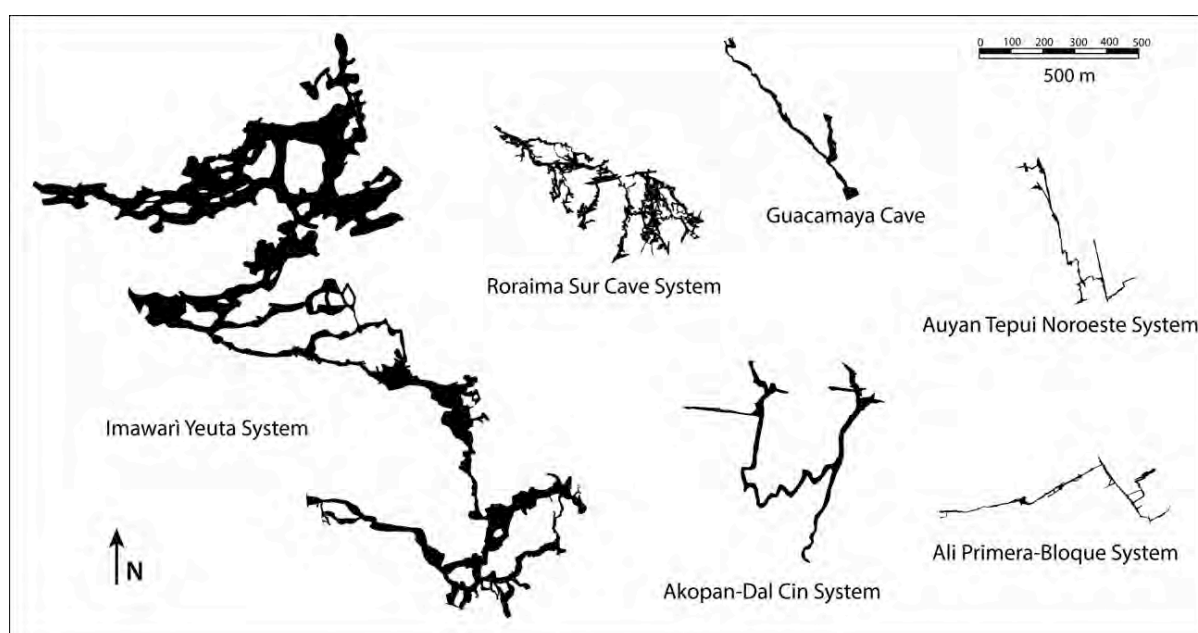 0 100 200 300 400 500
500 m
Guacamaya Cave
Roraima Sur Cave System
Auyan Tepui Noroeste System
Imawarì Yeuta System
Ali Primera-Bloque System
Akopan-Dal Cin System
N